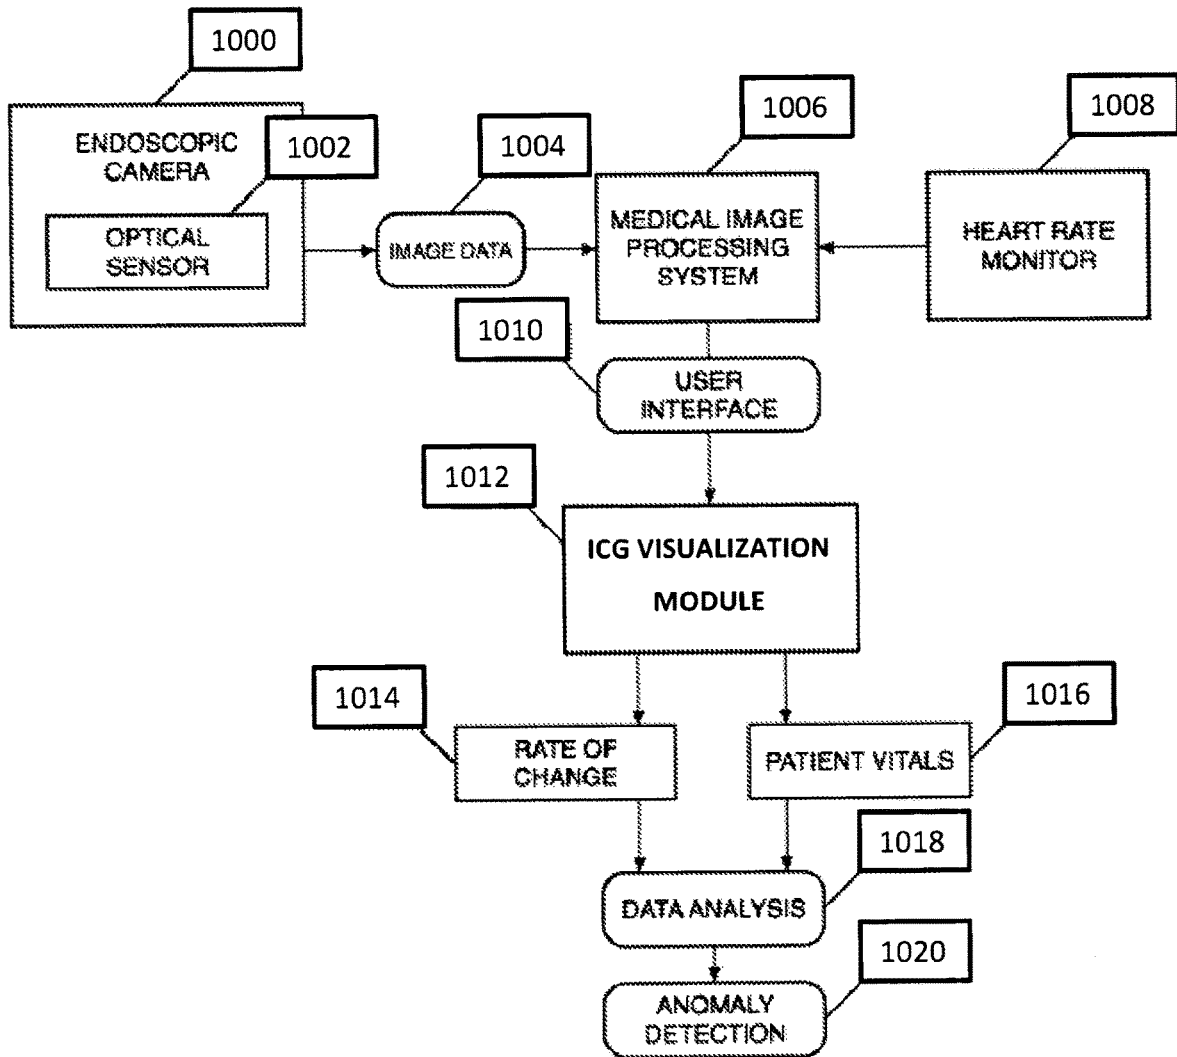 1000
1006
1008
ENDOSCOPIC
CAMERA
1002
1004
OPTICAL
SENSOR
IMAGE DATA
MEDICAL IMAGE
PROCESSING
SYSTEM
HEART RATE
MONITOR
1010
USER
INTERFACE
1012
ICG VISUALIZATION
MODULE
1014
1016
RATE OF
CHANGE
PATIENT VITALS
1018
DATA ANALYSIS
1020
ANOMALY
DETECTION